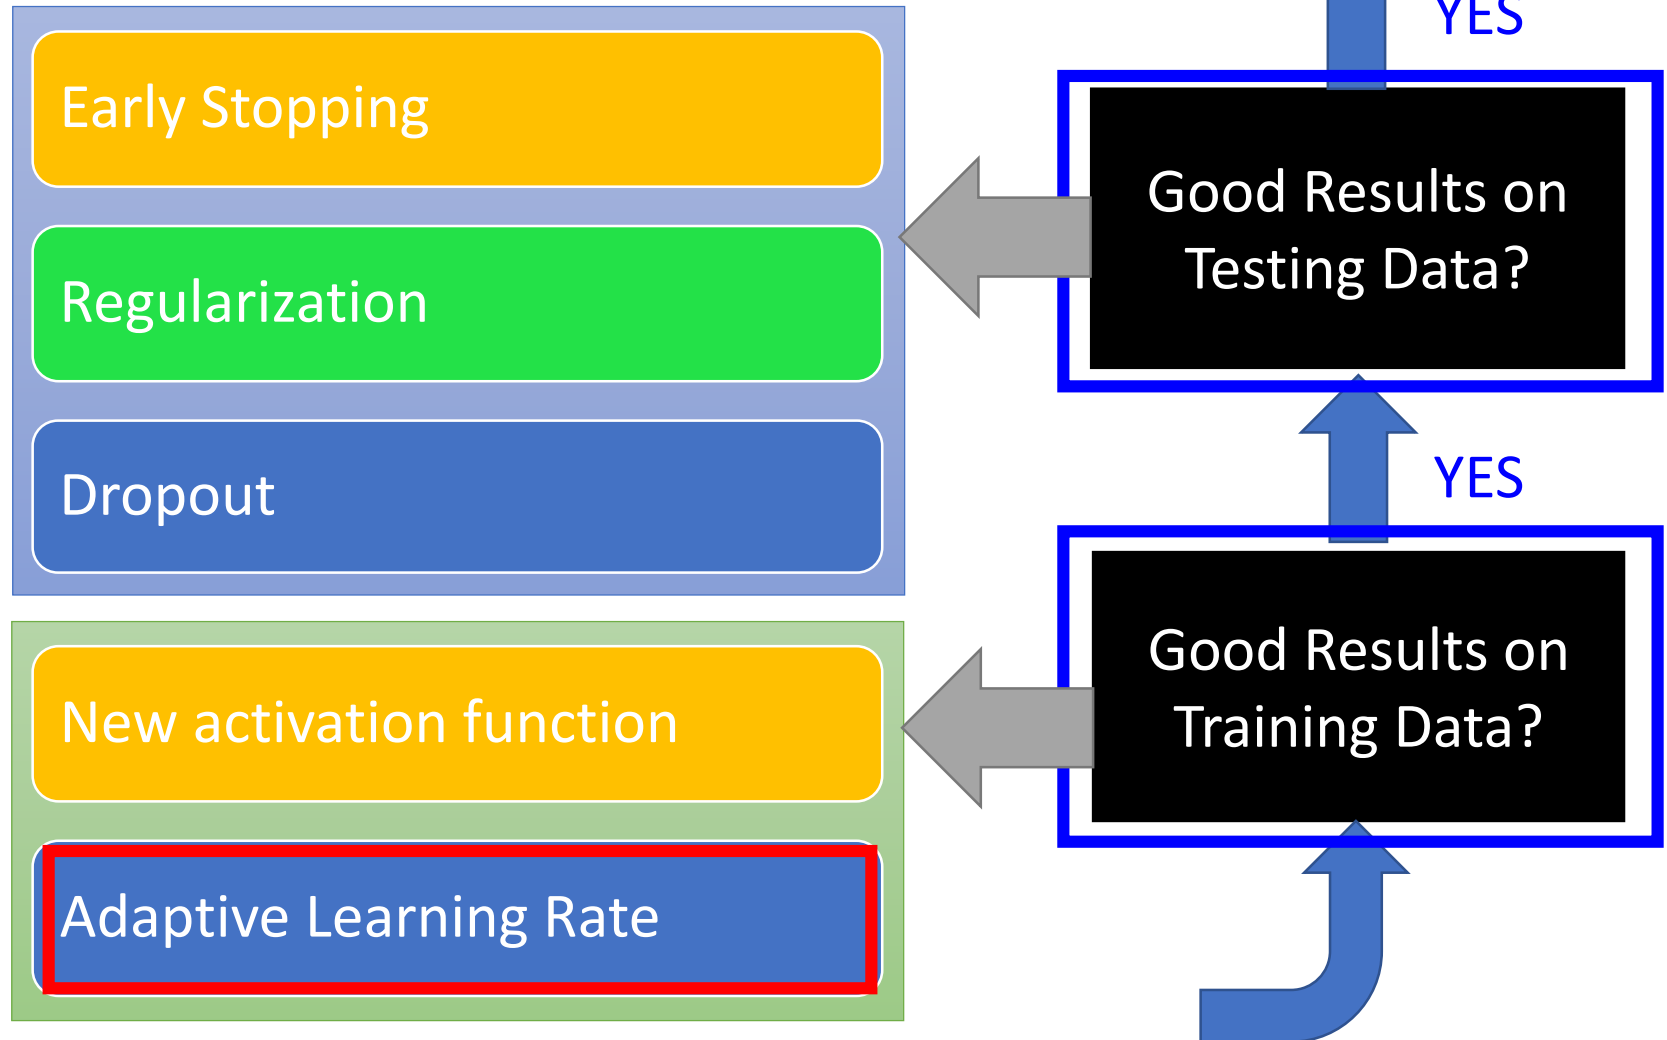 YES
Early Stopping
Good Results on
Testing Data?
Regularization
YES
Dropout
Good Results on
Training Data?
New activation function
Adaptive Learning Rate